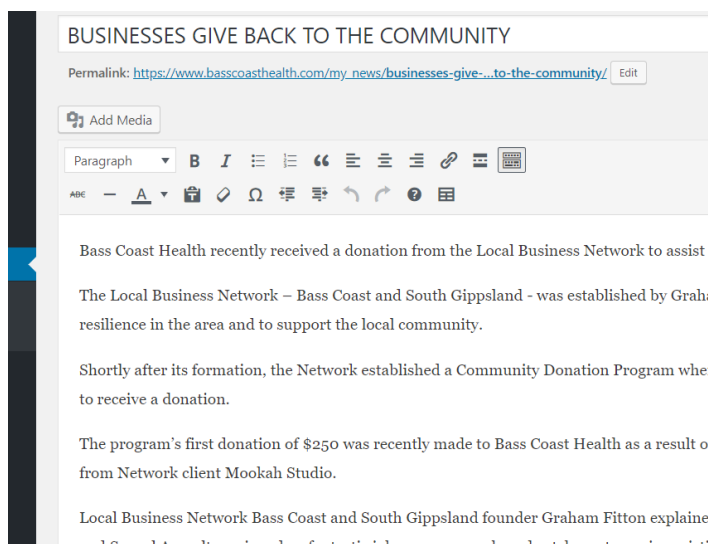 BUSINESSES GIVE BACK TO THE COMMUNITY
Permalink: https://www.basscoasthealth.com/my_news/businesses-give-...to-the-community/ Edit
Add Media
Paragraph B I
ABC A Ω
Bass Coast Health recently received a donation from the Local Business Network to assist
The Local Business Network – Bass Coast and South Gippsland - was established by Graha
resilience in the area and to support the local community.
Shortly after its formation, the Network established a Community Donation Program whe
to receive a donation.
The program’s first donation of $250 was recently made to Bass Coast Health as a result o
from Network client Mookah Studio.
Local Business Network Bass Coast and South Gippsland founder Graham Fitton explaine